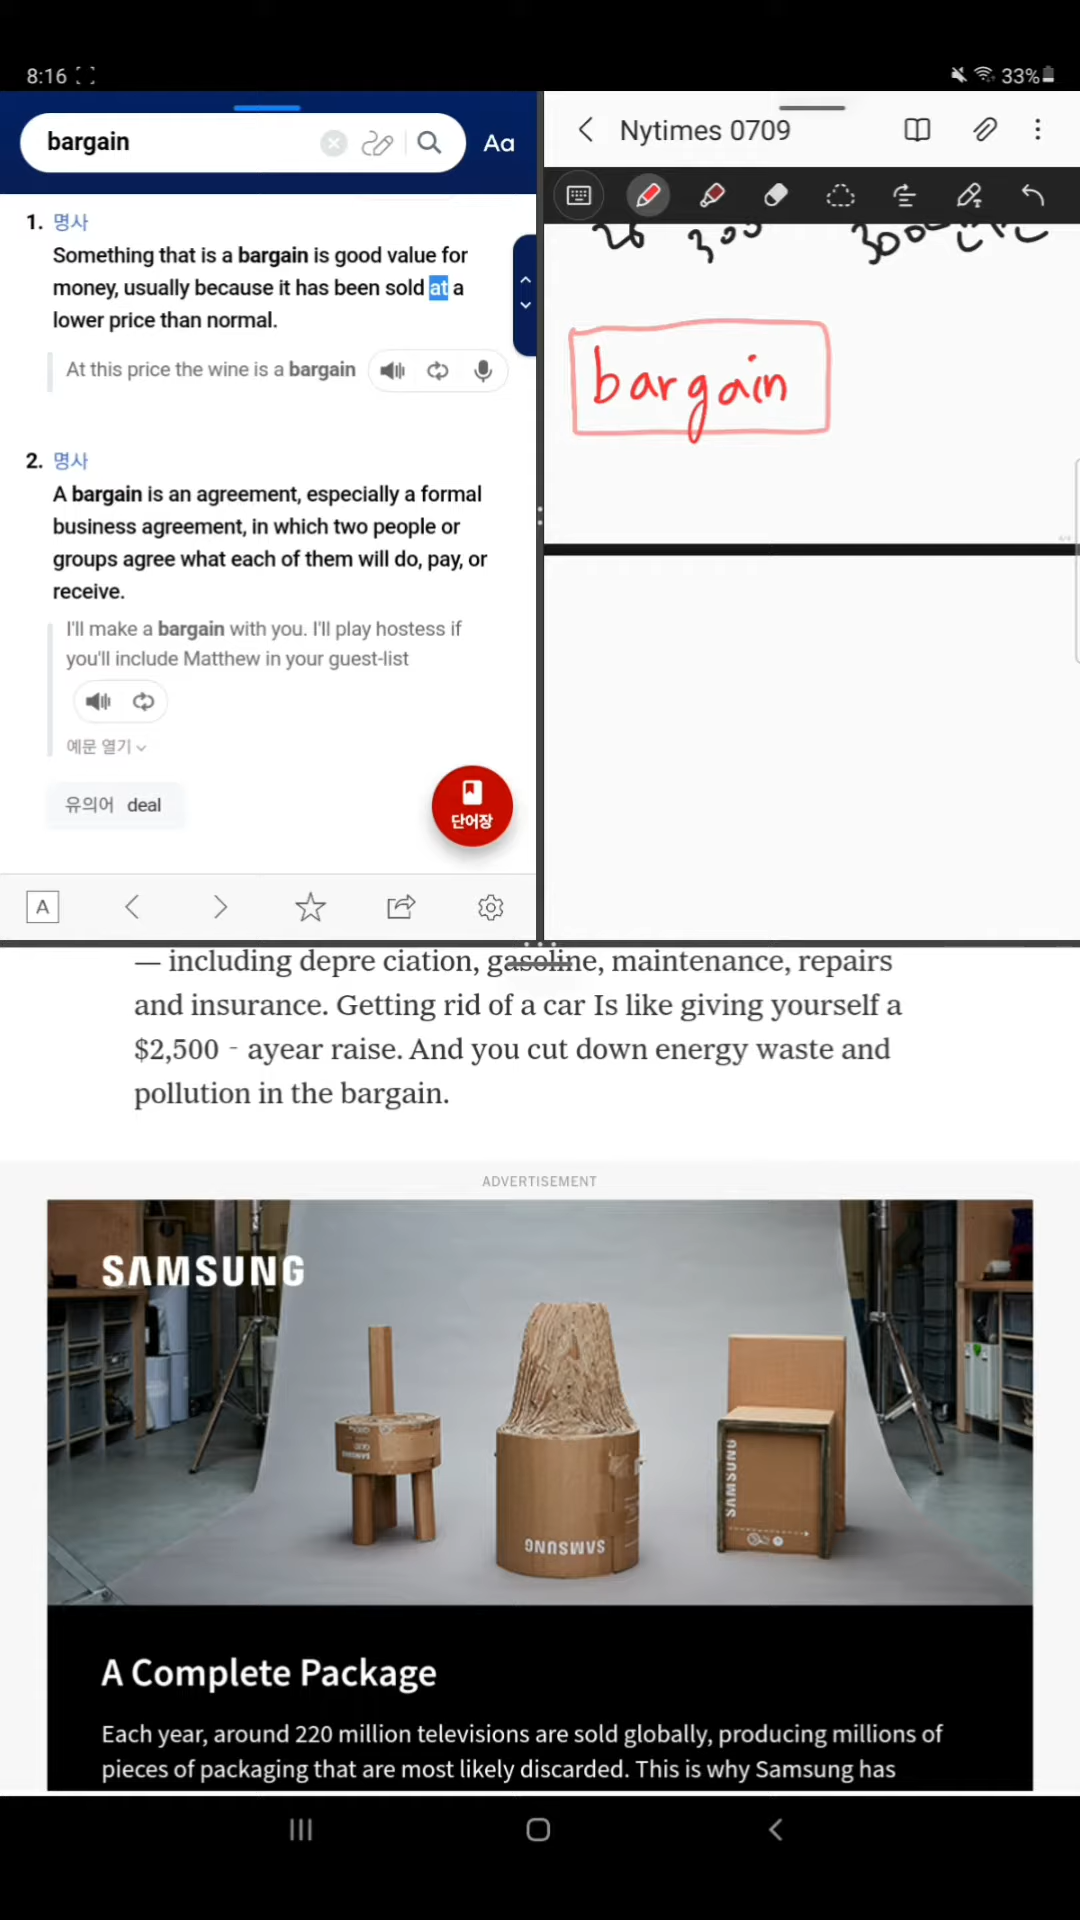 8:16
33%
bargain
Aa
1. 명사
Something that is a bargain is good value for
money, usually because it has been sold at a
lower price than normal.
At this price the wine is a bargain
2. 명사
A bargain is an agreement, especially a formal
business agreement, in which two people or
groups agree what each of them will do, pay, or
receive.
I'll make a bargain with you. I'll play hostess if
you'll include Matthew in your guest-list
예문 열기
유의어 deal
단어장
A
Nytimes 0709
bargain
— including depre ciation, gasoline, maintenance, repairs
and insurance. Getting rid of a car Is like giving yourself a
$2,500 - ayear raise. And you cut down energy waste and
pollution in the bargain.
ADVERTISEMENT
SAMSUNG
SAMSUNG
SAMSUNG
A Complete Package
Each year, around 220 million televisions are sold globally, producing millions of
pieces of packaging that are most likely discarded. This is why Samsung has